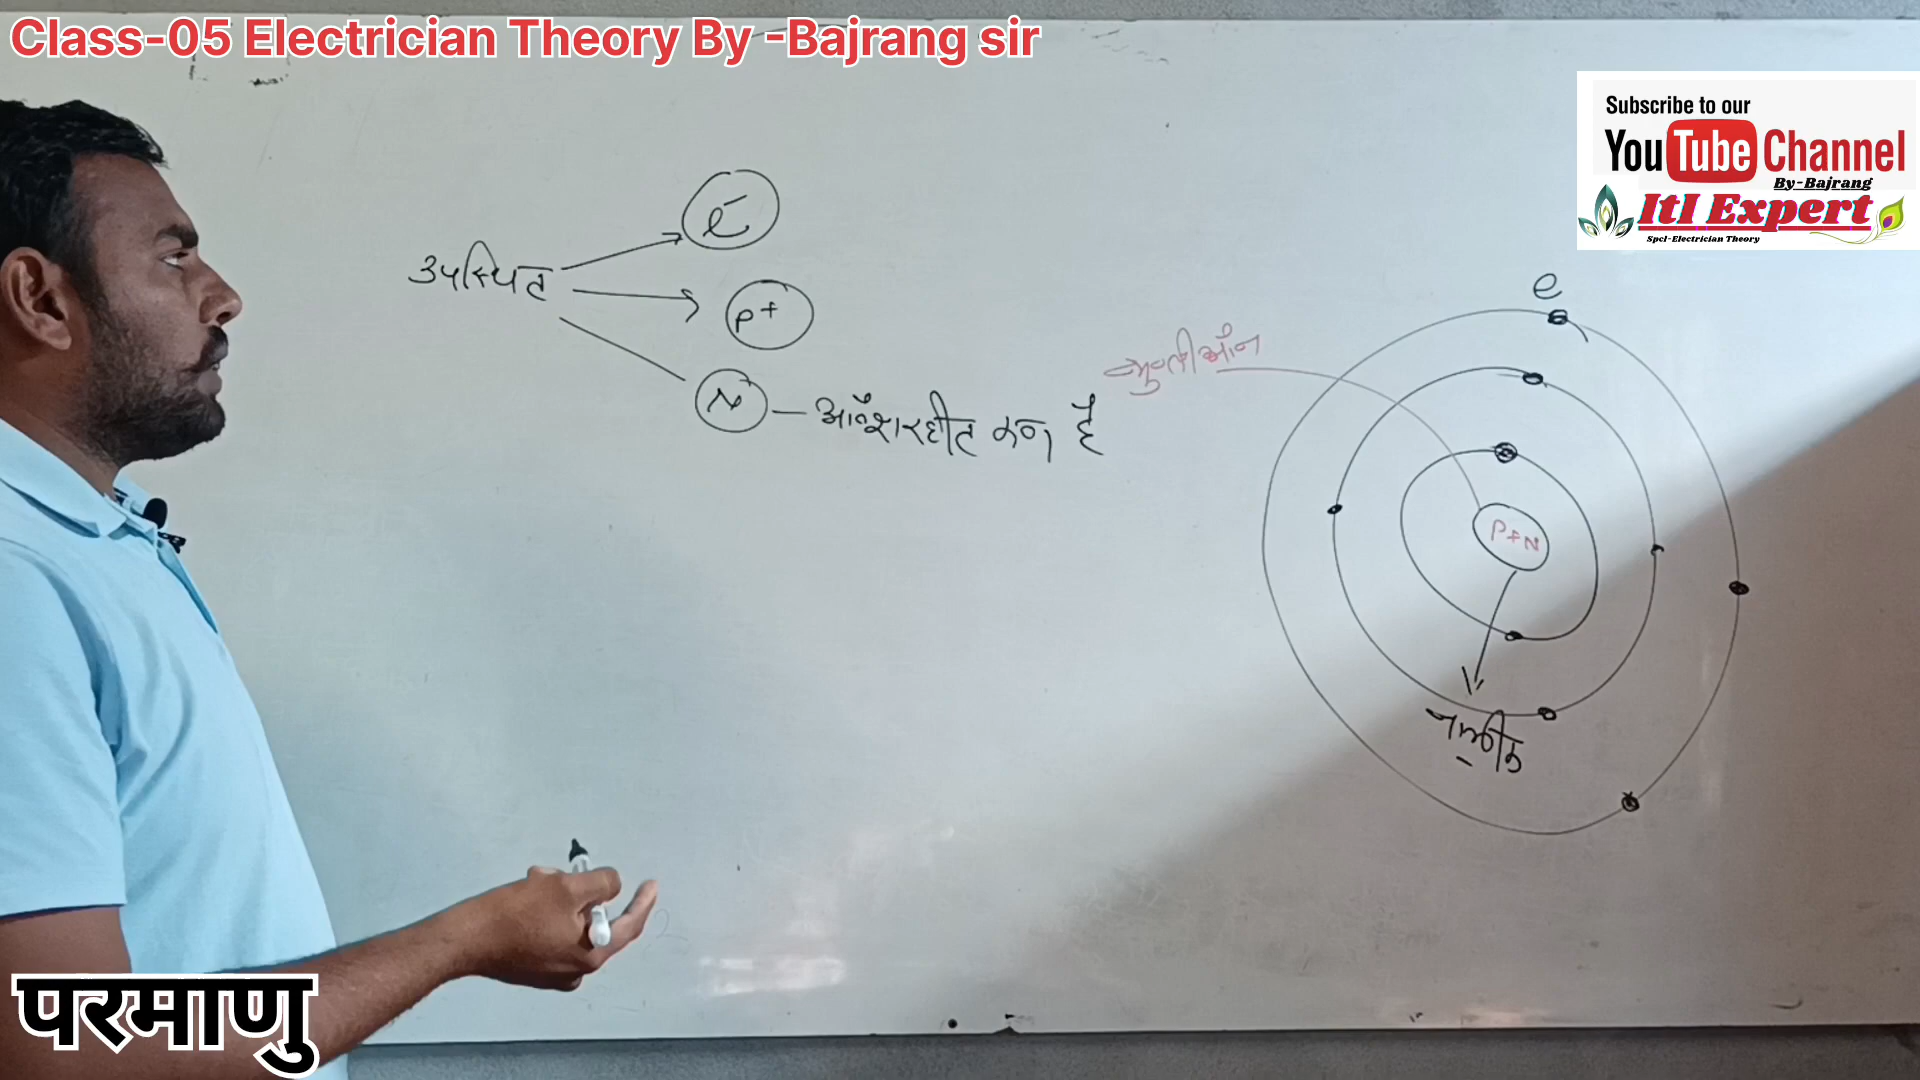 Class-05 Electrician Theory By -Bajrang sir
Subscribe to our
YouTube Channel
By-Bajrang
ItI Expert
Spcl-Electrician Theory
e-
उपस्थित
P+
N – आवेशरहीत कण है
e
न्युक्लीऑन
P+N
नाभीक
परमाणु